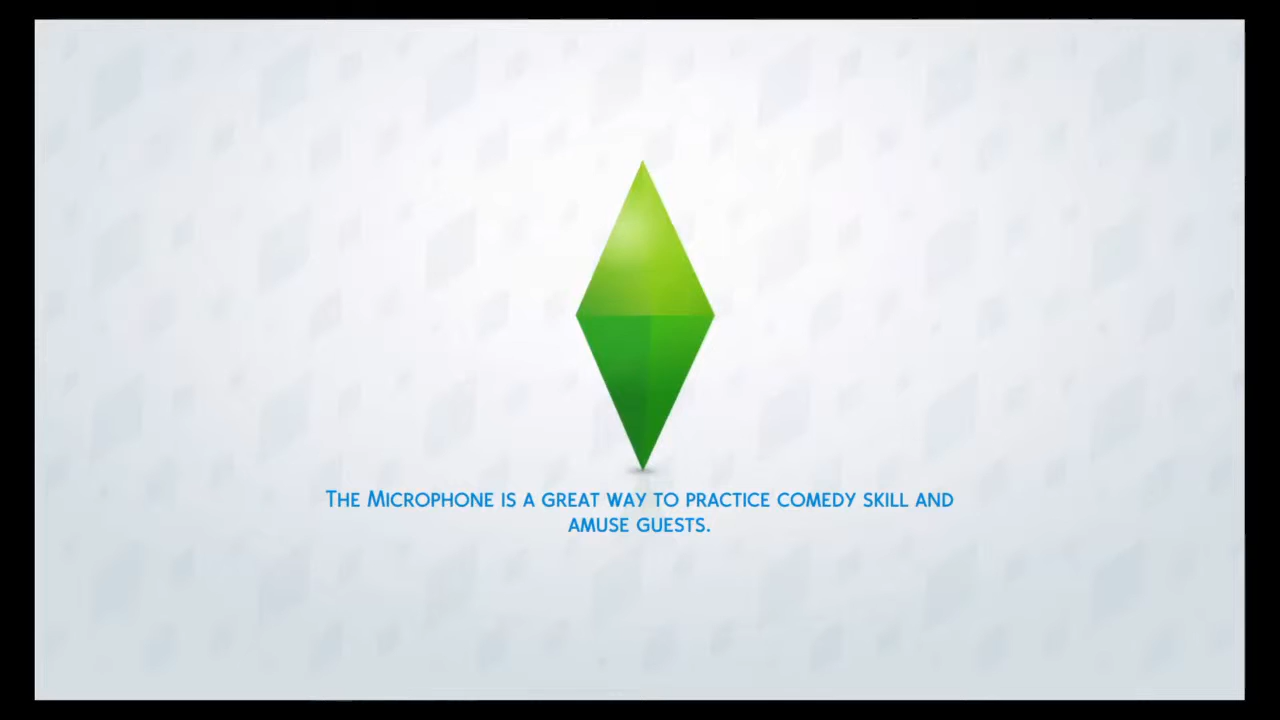 The Microphone is a great way to practice comedy skill and
amuse guests.